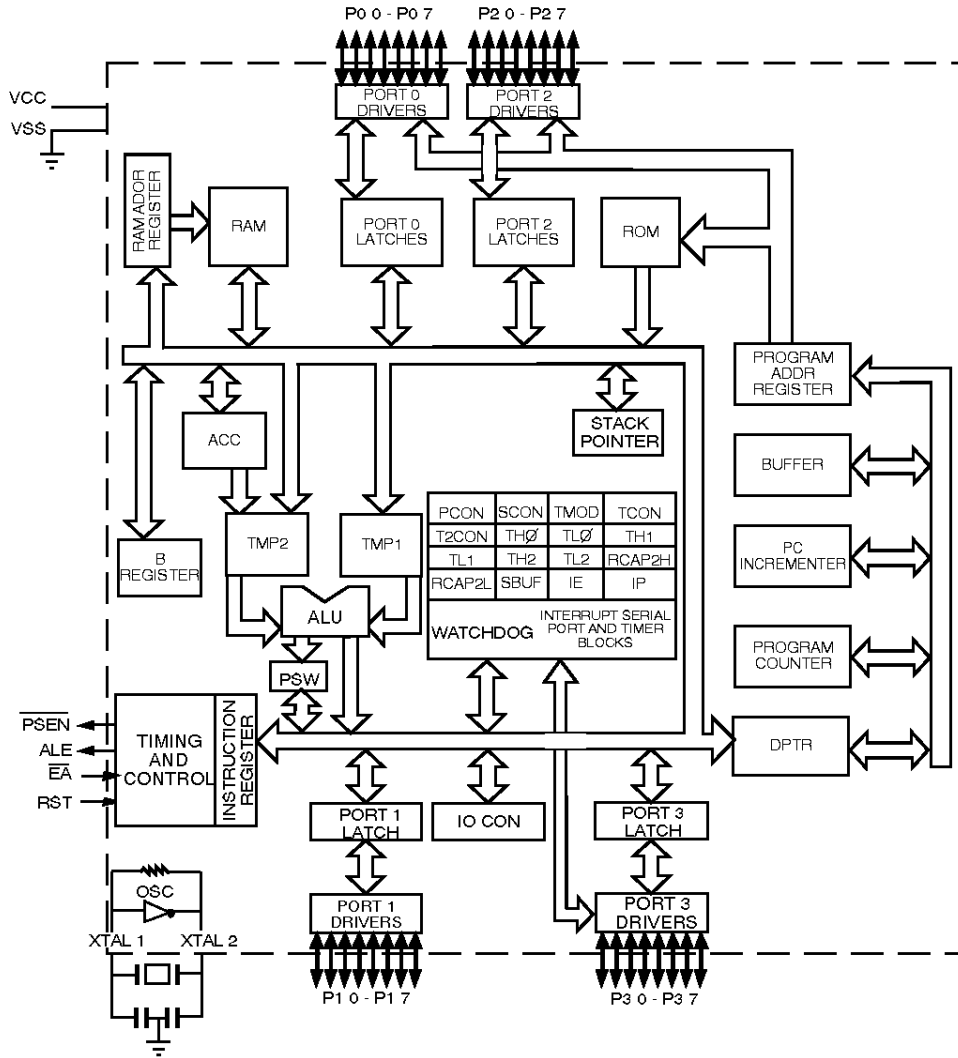 P0 0 - P0 7
P2 0 - P2 7
PORT 0
DRIVERS
PORT 2
DRIVERS
VCC
VSS
RAM ADDR
REGISTER
RAM
PORT 0
LATCHES
PORT 2
LATCHES
ROM
PROGRAM
ADDR
REGISTER
STACK
POINTER
ACC
BUFFER
B
REGISTER
TMP2
TMP1
ALU
PSW
PCON SCON TMOD TCON
T2CON THØ TLØ TH1
TL1 TH2 TL2 RCAP2H
RCAP2L SBUF IE IP
WATCHDOG
INTERRUPT SERIAL
PORT AND TIMER
BLOCKS
PC
INCREMENTER
PROGRAM
COUNTER
DPTR
PSEN
ALE
EA
RST
TIMING
AND
CONTROL
INSTRUCTION
REGISTER
PORT 1
LATCH
IO CON
PORT 3
LATCH
OSC
XTAL 1
XTAL 2
PORT 1
DRIVERS
PORT 3
DRIVERS
P1 0 - P1 7
P3 0 - P3 7